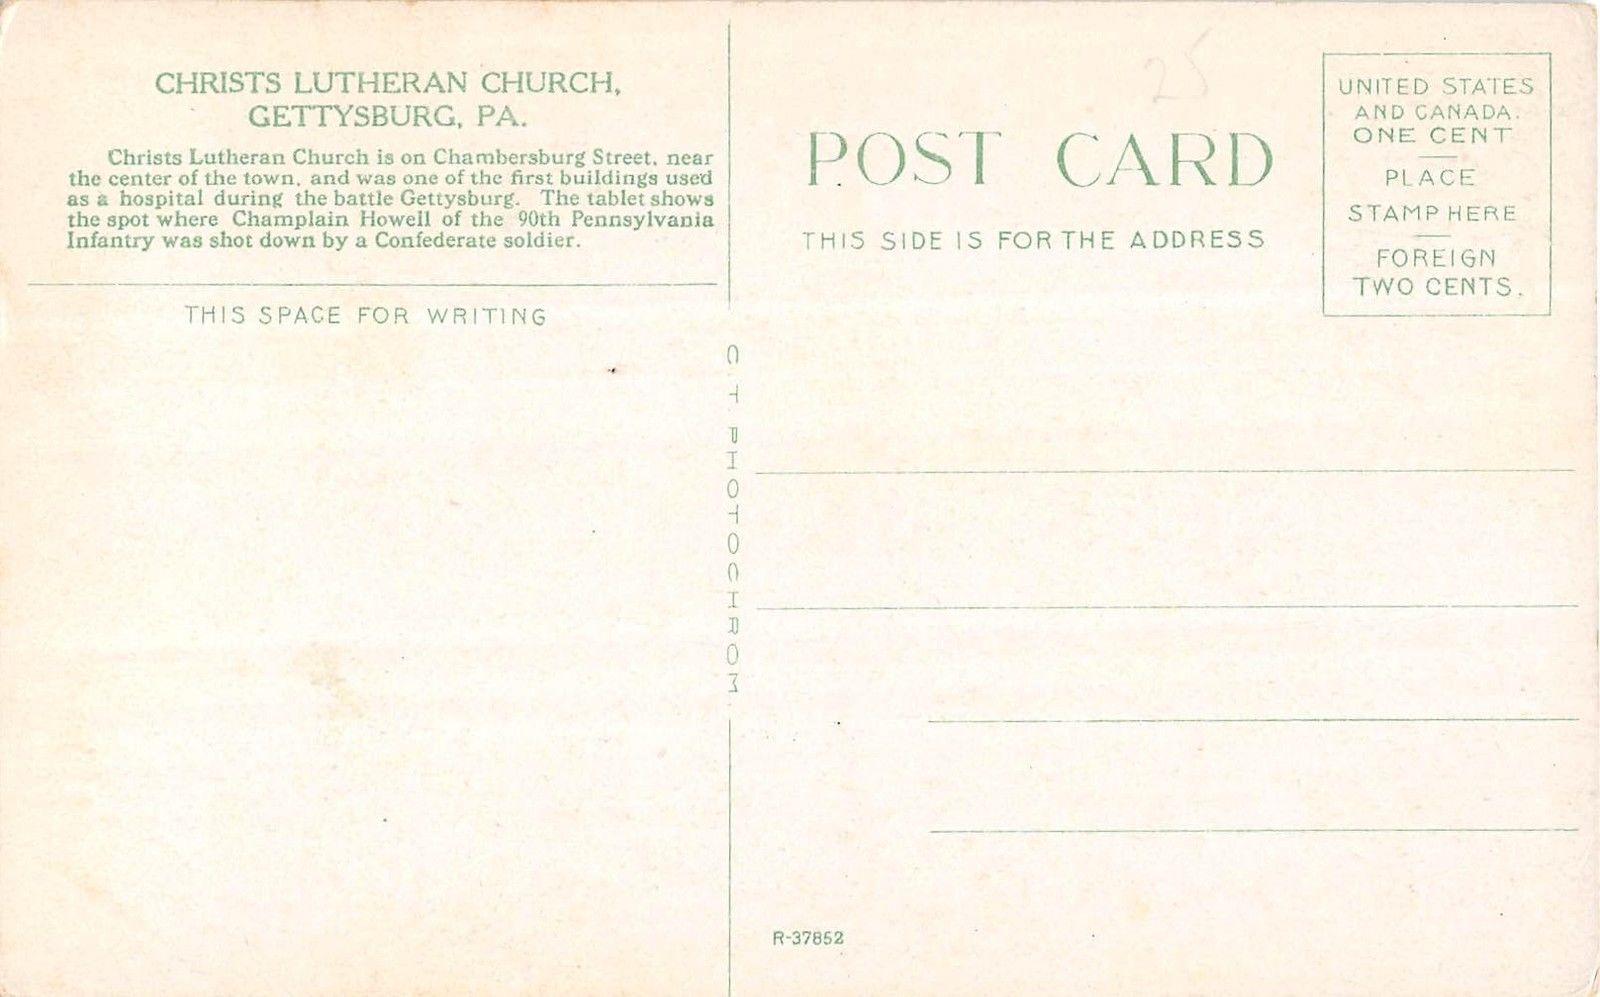 CHRISTS LUTHERAN CHURCH,
GETTYSBURG, PA.
Christs Lutheran Church is on Chambersburg Street, near
the center of the town, and was one of the first buildings used
as a hospital during the battle Gettysburg. The tablet shows
the spot where Champlain Howell of the 90th Pennsylvania
Infantry was shot down by a Confederate soldier.
THIS SPACE FOR WRITING
C T PHOTOCHROM
25
POST CARD
THIS SIDE IS FOR THE ADDRESS
UNITED STATES
AND CANADA.
ONE CENT
PLACE
STAMP HERE
FOREIGN
TWO CENTS.
R-37852